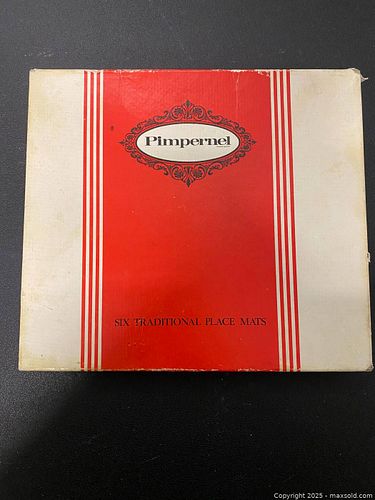 Pimpernel
SIX TRADITIONAL PLACE MATS
Copyright © 2025 - maxsold.com